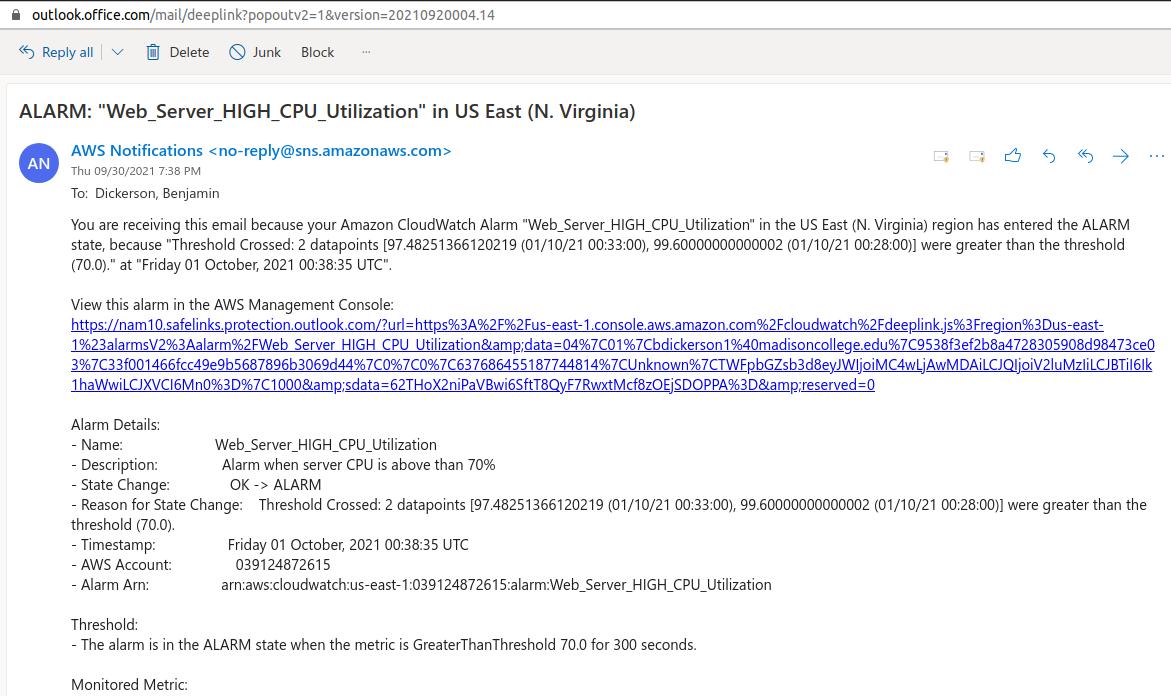 outlook.office.com/mail/deeplink?popoutv2=1&version=20210920004.14
Reply all Delete Junk Block ...
ALARM: "Web_Server_HIGH_CPU_Utilization" in US East (N. Virginia)
AN
AWS Notifications <no-reply@sns.amazonaws.com>
Thu 09/30/2021 7:38 PM
To: Dickerson, Benjamin
You are receiving this email because your Amazon CloudWatch Alarm "Web_Server_HIGH_CPU_Utilization" in the US East (N. Virginia) region has entered the ALARM
state, because "Threshold Crossed: 2 datapoints [97.48251366120219 (01/10/21 00:33:00), 99.60000000000002 (01/10/21 00:28:00)] were greater than the threshold
(70.0)." at "Friday 01 October, 2021 00:38:35 UTC".
View this alarm in the AWS Management Console:
https://nam10.safelinks.protection.outlook.com/?url=https%3A%2F%2Fus-east-1.console.aws.amazon.com%2Fcloudwatch%2Fdeeplink.js%3Fregion%3Dus-east-
1%23alarmsV2%3Aalarm%2FWeb_Server_HIGH_CPU_Utilization&amp;data=04%7C01%7Cbdickerson1%40madisoncollege.edu%7C9538f3ef2b8a4728305908d98473ce0
3%7C33f001466fcc49e9b5687896b3069d44%7C0%7C0%7C637686455187744814%7CUnknown%7CTWFpbGZsb3d8eyJWIjoiMC4wLjAwMDAiLCJQIjoiV2luMzIiLCJBTiI6Ik
1haWwiLCJXVCI6Mn0%3D%7C1000&amp;sdata=62THoX2niPaVBwi6SftT8QyF7RwxtMcf8zOEjSDOPPA%3D&amp;reserved=0
Alarm Details:
- Name: Web_Server_HIGH_CPU_Utilization
- Description: Alarm when server CPU is above than 70%
- State Change: OK -> ALARM
- Reason for State Change: Threshold Crossed: 2 datapoints [97.48251366120219 (01/10/21 00:33:00), 99.60000000000002 (01/10/21 00:28:00)] were greater than the
threshold (70.0).
- Timestamp: Friday 01 October, 2021 00:38:35 UTC
- AWS Account: 039124872615
- Alarm Arn: arn:aws:cloudwatch:us-east-1:039124872615:alarm:Web_Server_HIGH_CPU_Utilization
Threshold:
- The alarm is in the ALARM state when the metric is GreaterThanThreshold 70.0 for 300 seconds.
Monitored Metric: